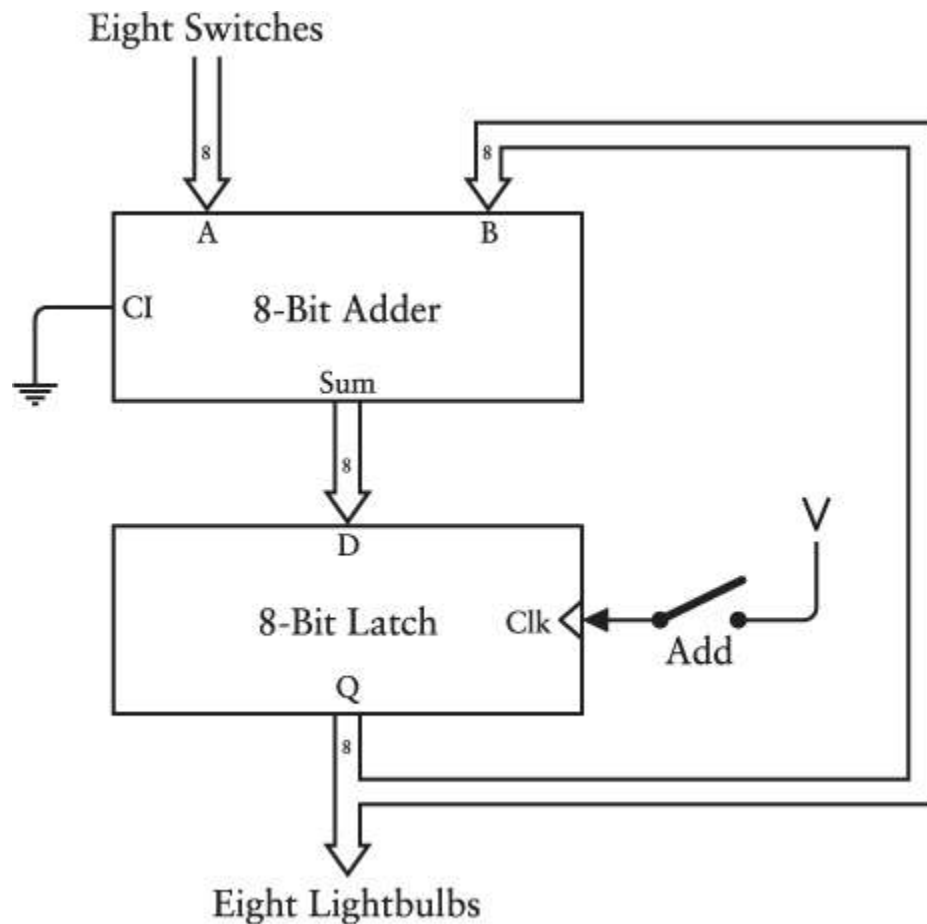 Eight Switches
8
8
A
B
CI
8-Bit Adder
Sum
8
D
V
8-Bit Latch
Clk
Add
Q
8
Eight Lightbulbs